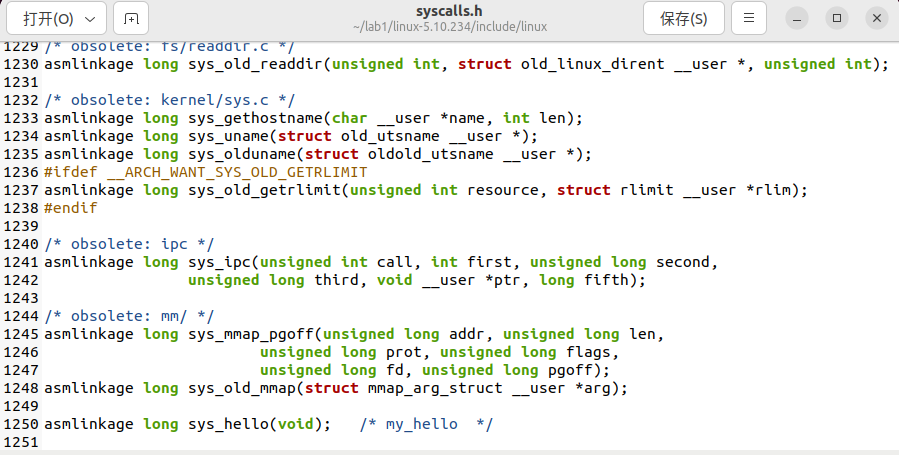 打开(O)
syscalls.h
~/lab1/linux-5.10.234/include/linux
保存(S)
1229 /* obsolete: fs/readdir.c */
1230 asmlinkage long sys_old_readdir(unsigned int, struct old_linux_dirent __user *, unsigned int);
1231
1232 /* obsolete: kernel/sys.c */
1233 asmlinkage long sys_gethostname(char __user *name, int len);
1234 asmlinkage long sys_uname(struct old_utsname __user *);
1235 asmlinkage long sys_olduname(struct oldold_utsname __user *);
1236 #ifdef __ARCH_WANT_SYS_OLD_GETRLIMIT
1237 asmlinkage long sys_old_getrlimit(unsigned int resource, struct rlimit __user *rlim);
1238 #endif
1239
1240 /* obsolete: ipc */
1241 asmlinkage long sys_ipc(unsigned int call, int first, unsigned long second,
1242                 unsigned long third, void __user *ptr, long fifth);
1243
1244 /* obsolete: mm/ */
1245 asmlinkage long sys_mmap_pgoff(unsigned long addr, unsigned long len,
1246                         unsigned long prot, unsigned long flags,
1247                         unsigned long fd, unsigned long pgoff);
1248 asmlinkage long sys_old_mmap(struct mmap_arg_struct __user *arg);
1249
1250 asmlinkage long sys_hello(void);   /* my_hello  */
1251